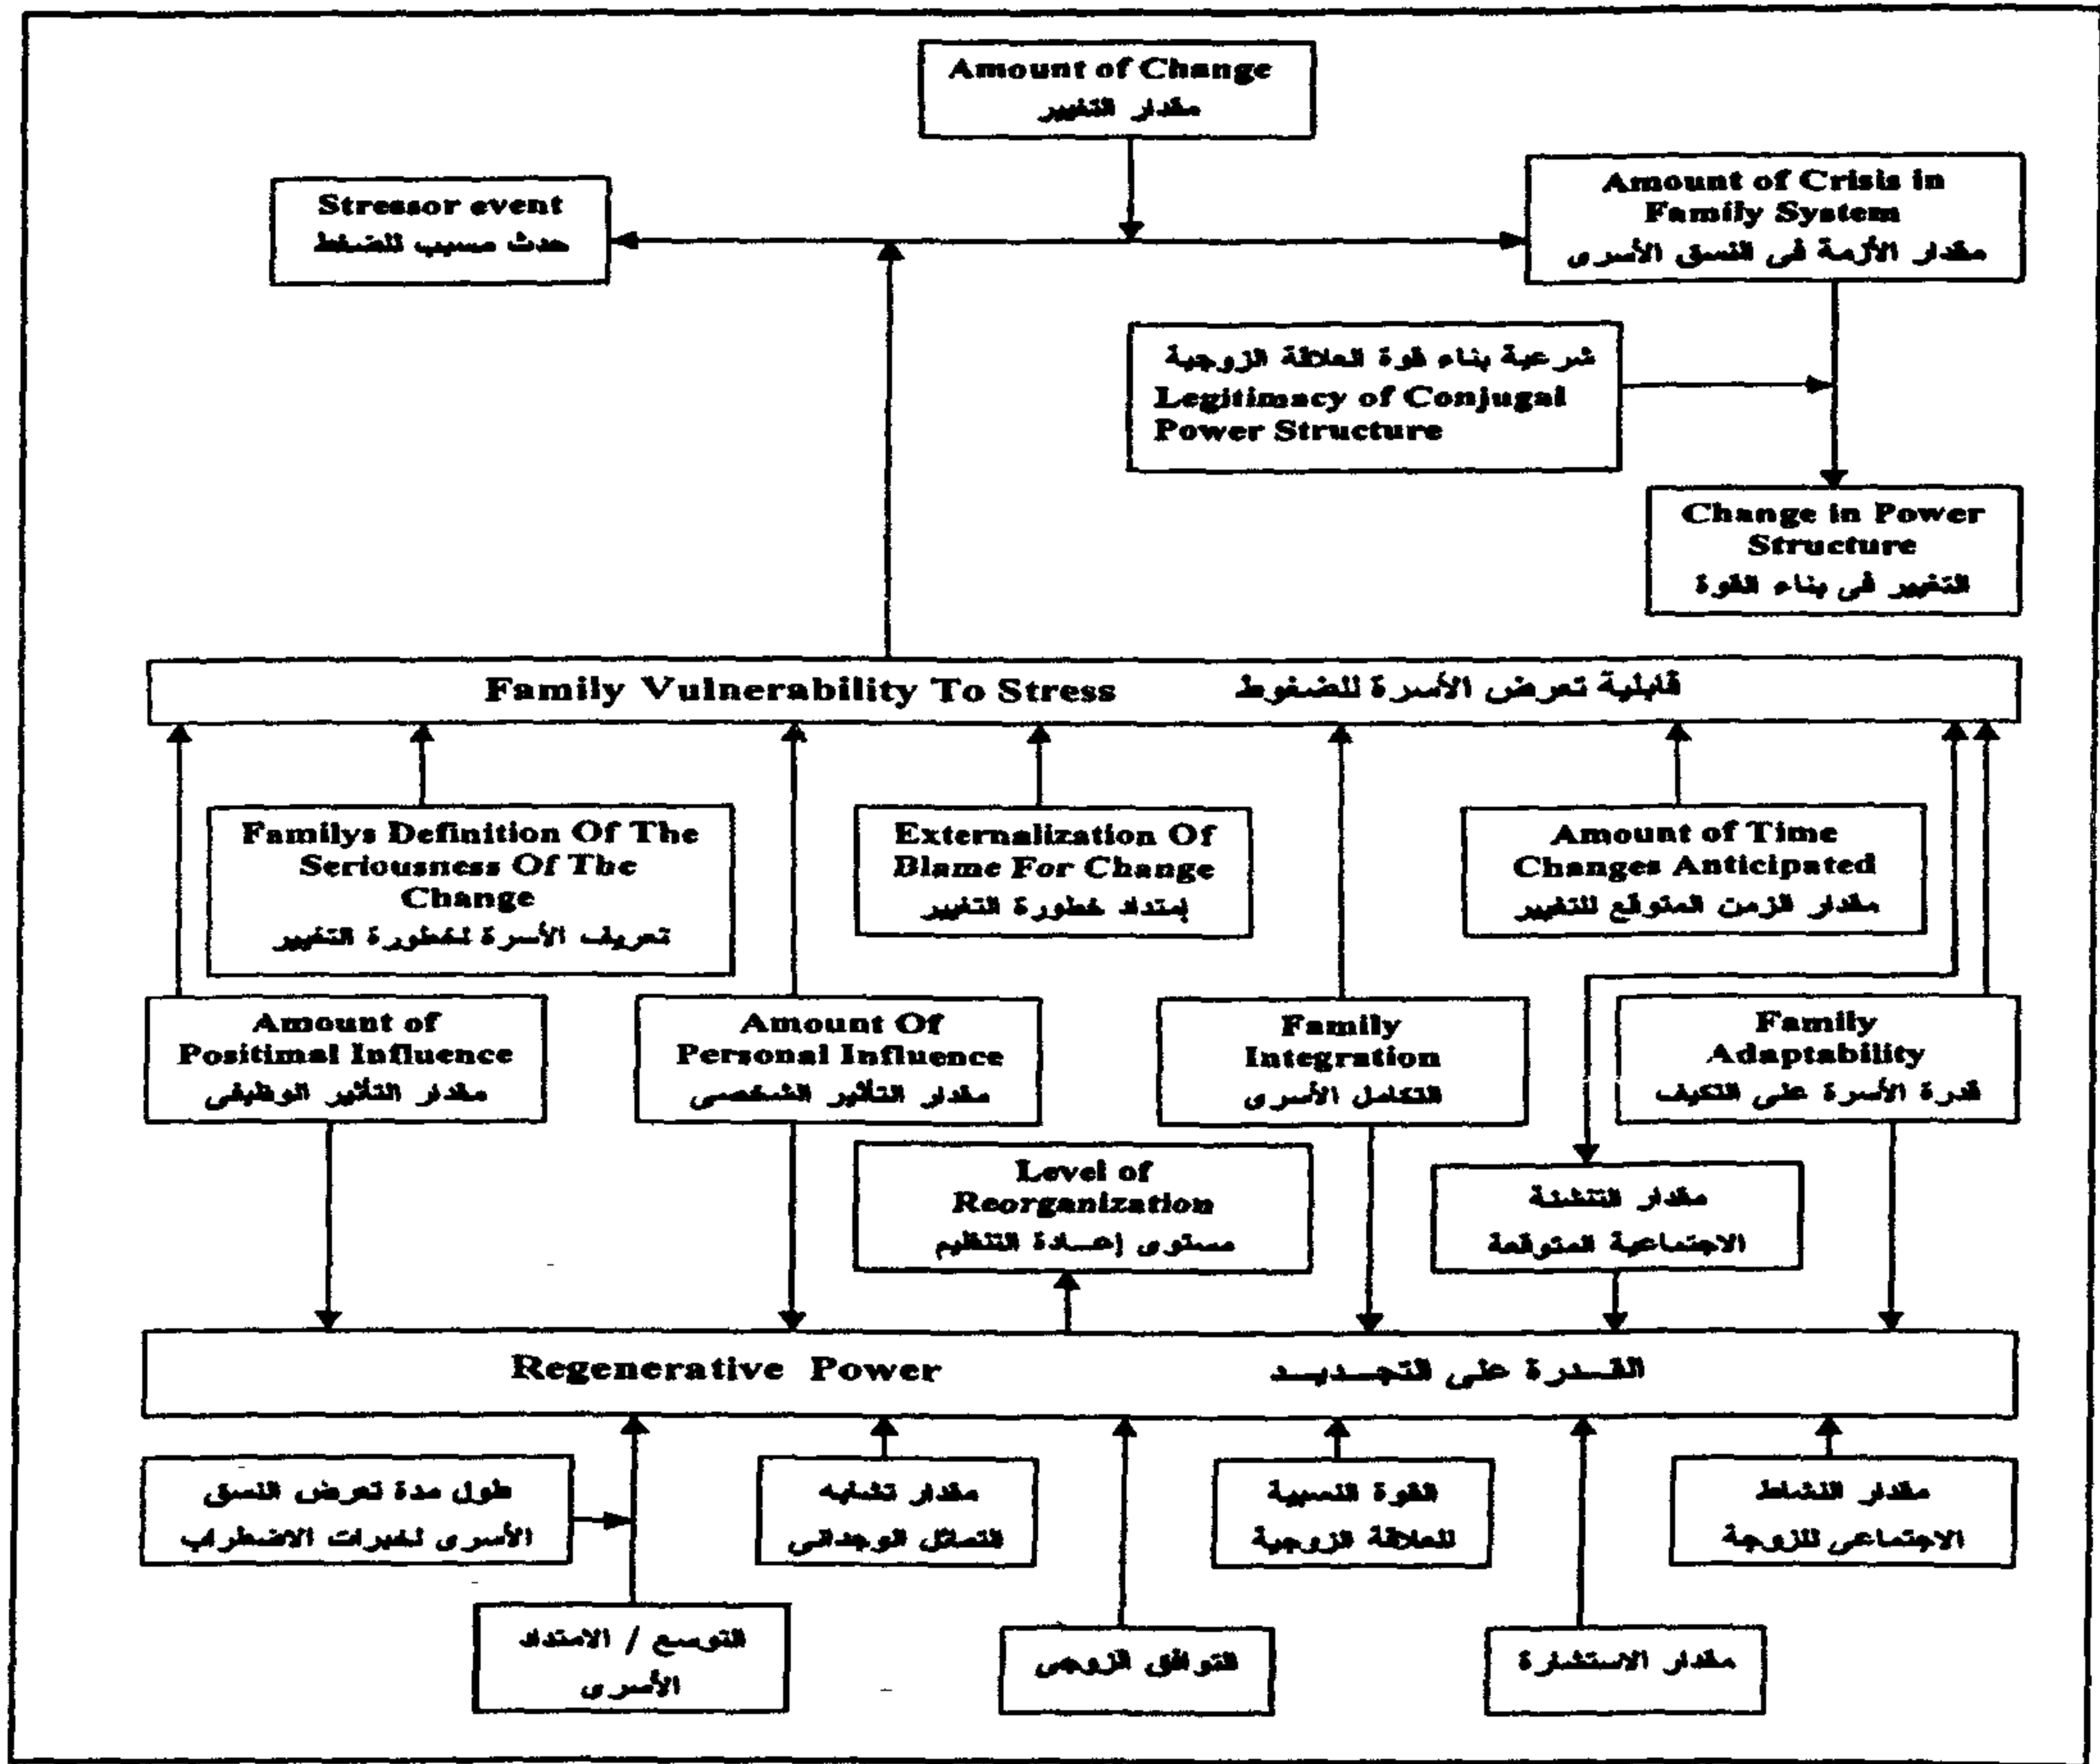 Amount of Change
مقدار التغيير
Stressor event
حدث مسبب للضغط
Amount of Crisis in
Family System
مقدار الأزمة فى النسق الأسرى
شرعية بناء قوة العلاقة الزوجية
Legitimacy of Conjugal
Power Structure
Change in Power
Structure
التغيير فى بناء القوة
Family Vulnerability To Stress قابلية تعرض الأسرة للضغوط
Familys Definition Of The
Seriousness Of The
Change
تعريف الأسرة لخطورة التغيير
Externalization Of
Blame For Change
إمتداد خطورة التغيير
Amount of Time
Changes Anticipated
مقدار الزمن المتوقع للتغيير
Amount of
Positimal Influence
مقدار التأثير الوظيفى
Amount Of
Personal Influence
مقدار التأثير الشخصى
Family
Integration
التكامل الأسرى
Family
Adaptability
قدرة الأسرة على التكيف
Level of
Reorganization
مستوى إعـــادة التنظيم
مقدار التنشئة
الاجتماعية المتوقعة
Regenerative Power القــدرة على التجــديــد
طول مدة تعرض النسق
الأسرى لخبرات الاضطراب
مقدار تشابه
التماثل الوجدانى
القوة النسبية
للعلاقة الزوجية
مقدار النشاط
الاجتماعى للزوجة
التوسع / الامتداد
الأسرى
التوافق الزوجى
مقدار الاستشارة